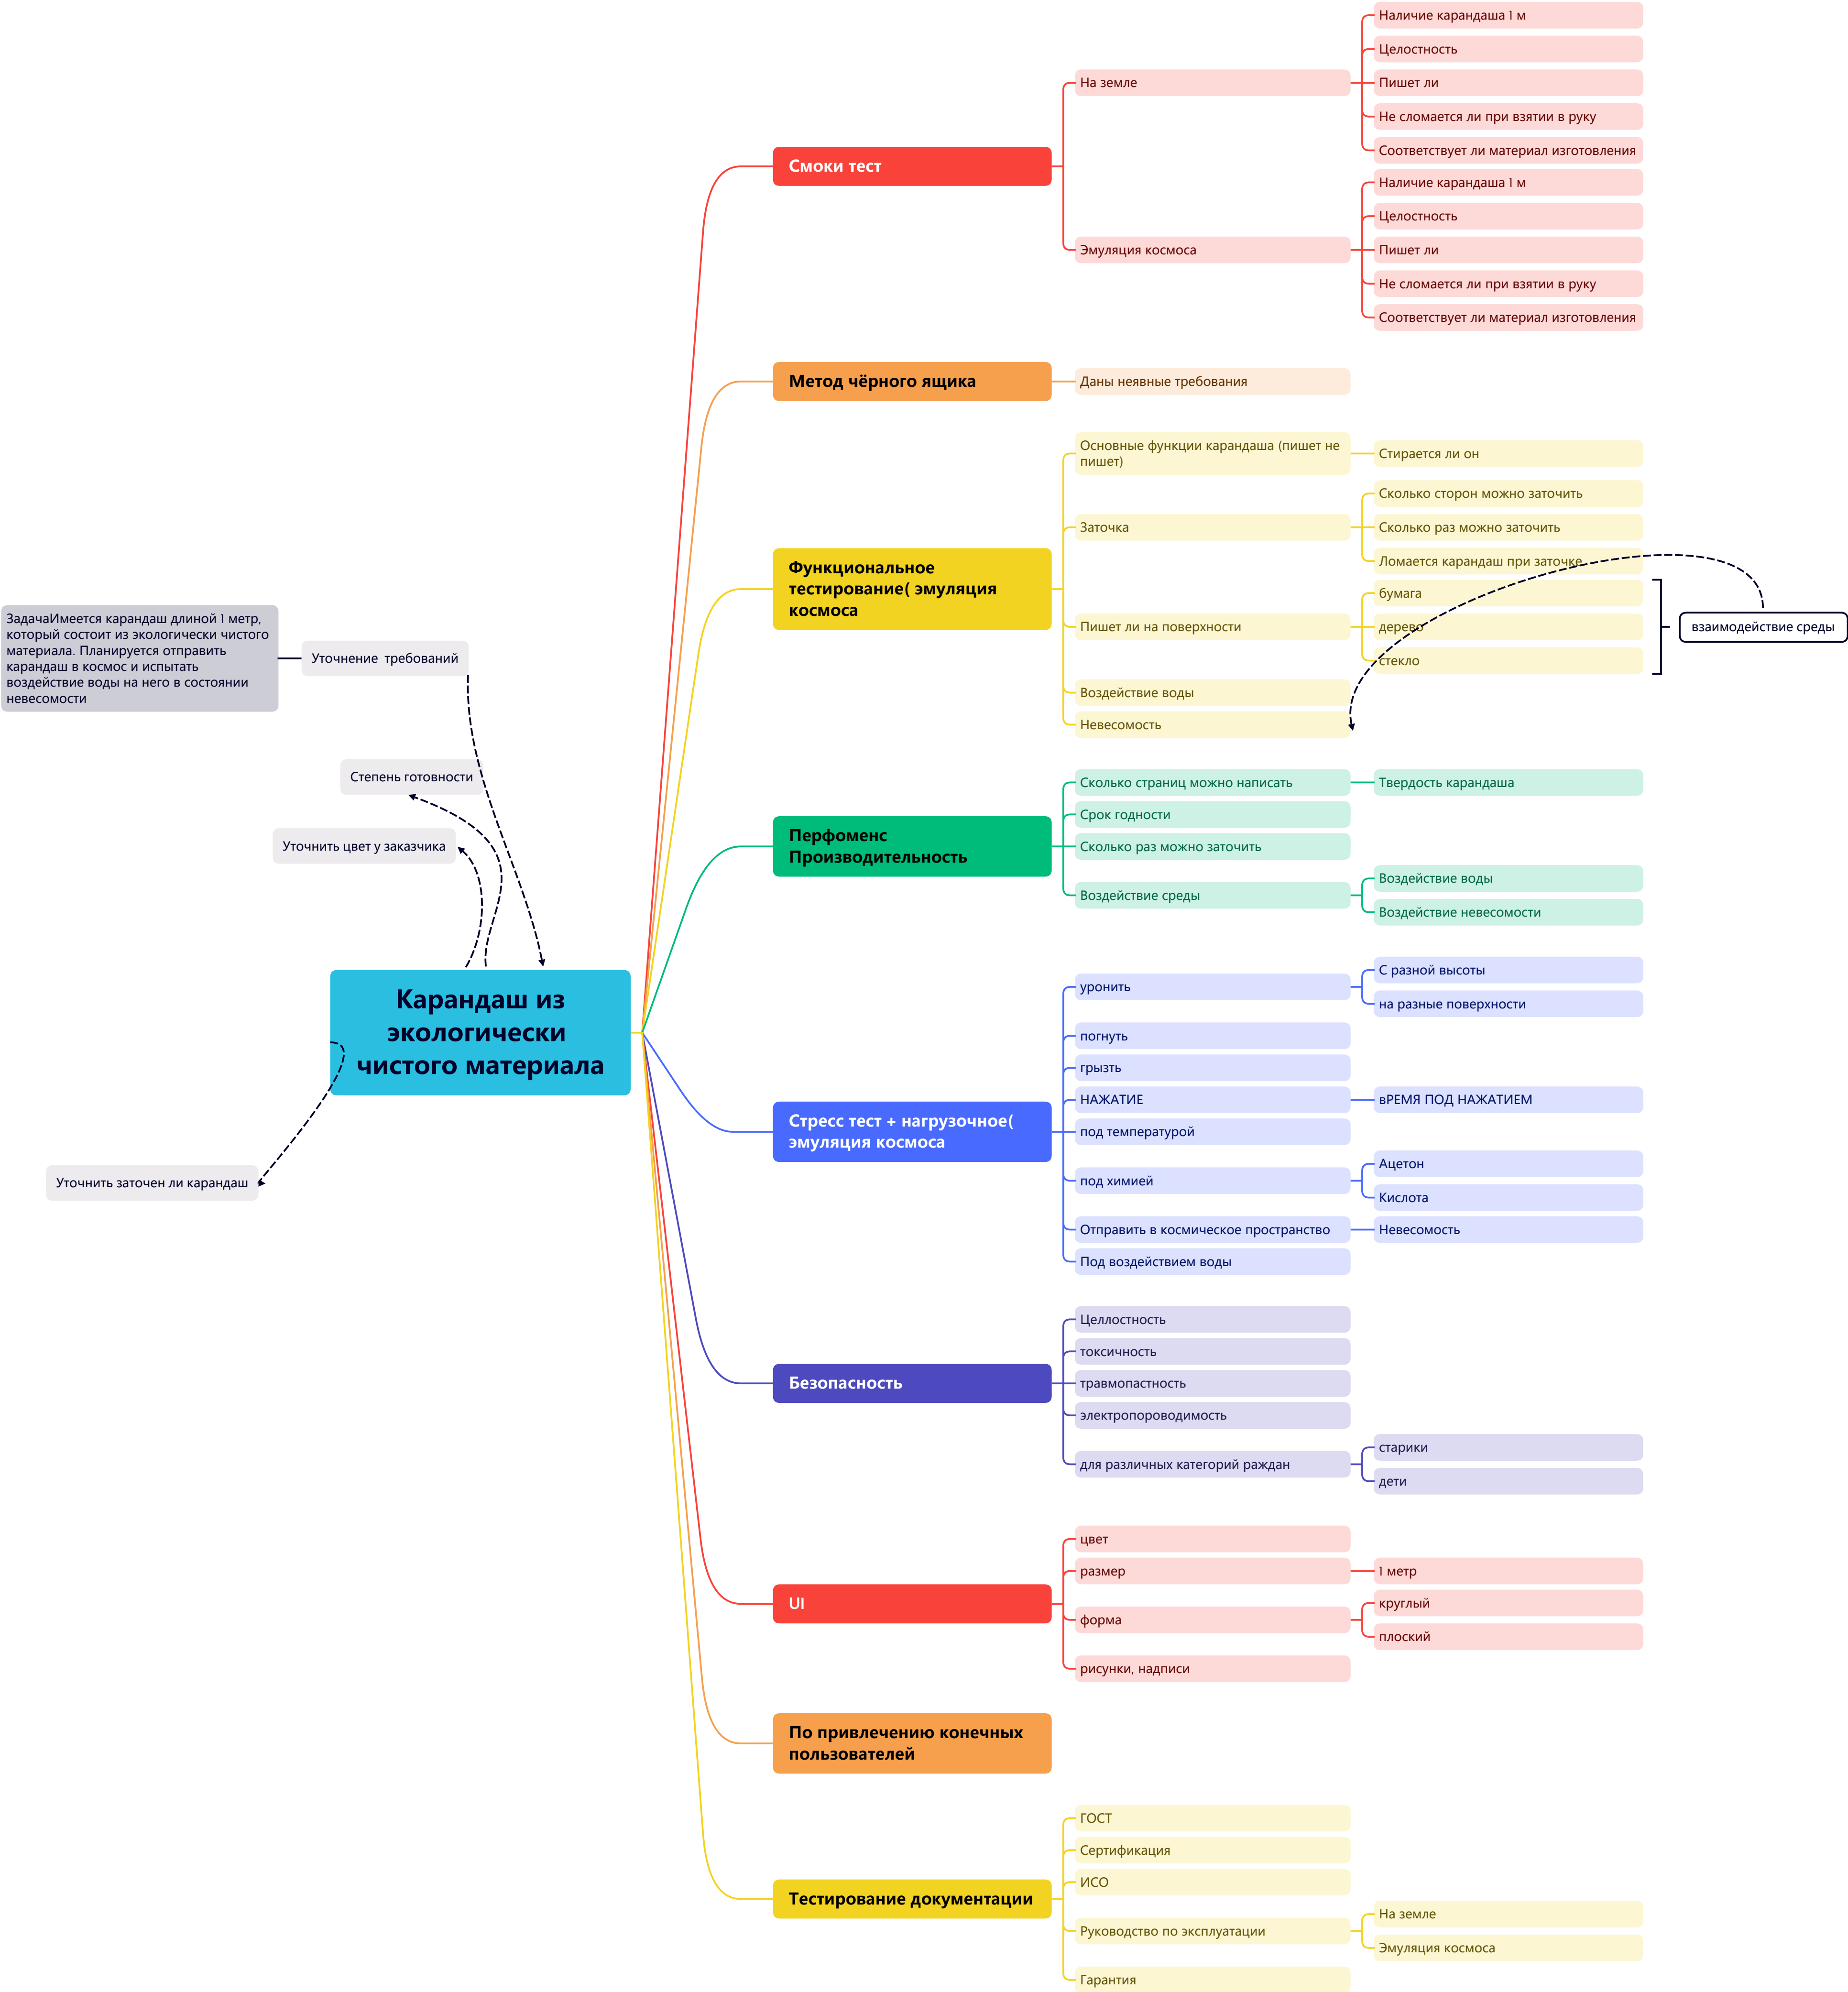 ЗадачаИмеется карандаш длиной 1 метр,
который состоит из экологически чистого
материала. Планируется отправить
карандаш в космос и испытать
воздействие воды на него в состоянии
невесомости
Уточнение  требований
Степень готовности
Уточнить цвет у заказчика
Карандаш из
экологически
чистого материала
Уточнить заточен ли карандаш
Смоки тест
На земле
Наличие карандаша 1 м
Целостность
Пишет ли
Не сломается ли при взятии в руку
Соответствует ли материал изготовления
Эмуляция космоса
Наличие карандаша 1 м
Целостность
Пишет ли
Не сломается ли при взятии в руку
Соответствует ли материал изготовления
Метод чёрного ящика
Даны неявные требования
Функциональное
тестирование( эмуляция
космоса
Основные функции карандаша (пишет не
пишет)
Стирается ли он
Заточка
Сколько сторон можно заточить
Сколько раз можно заточить
Ломается карандаш при заточке
Пишет ли на поверхности
бумага
дерево
стекло
взаимодействие среды
Воздействие воды
Невесомость
Перфоменс
Производительность
Сколько страниц можно написать
Твердость карандаша
Срок годности
Сколько раз можно заточить
Воздействие среды
Воздействие воды
Воздействие невесомости
Стресс тест + нагрузочное(
эмуляция космоса
уронить
С разной высоты
на разные поверхности
погнуть
грызть
НАЖАТИЕ
вРЕМЯ ПОД НАЖАТИЕМ
под температурой
под химией
Ацетон
Кислота
Отправить в космическое пространство
Невесомость
Под воздействием воды
Безопасность
Целлостность
токсичность
травмопастность
электропороводимость
для различных категорий раждан
старики
дети
UI
цвет
размер
1 метр
форма
круглый
плоский
рисунки, надписи
По привлечению конечных
пользователей
Тестирование документации
ГОСТ
Сертификация
ИСО
Руководство по эксплуатации
На земле
Эмуляция космоса
Гарантия